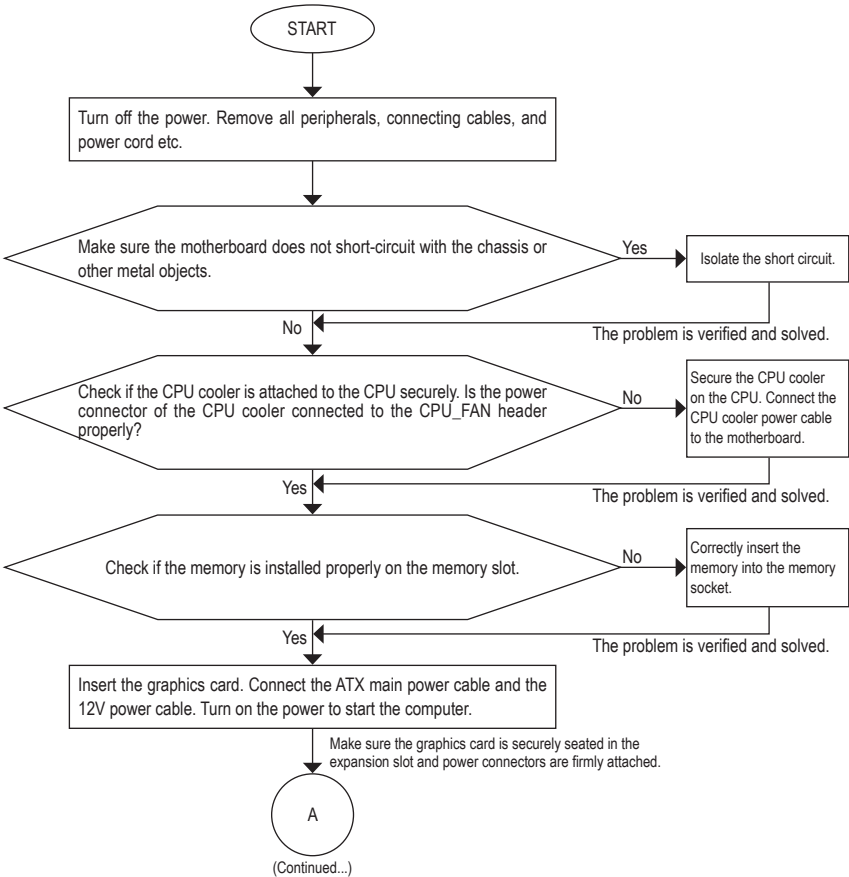 START
Turn off the power. Remove all peripherals, connecting cables, and
power cord etc.
Make sure the motherboard does not short-circuit with the chassis or
other metal objects.
Yes
Isolate the short circuit.
No
The problem is verified and solved.
Check if the CPU cooler is attached to the CPU securely. Is the power
connector of the CPU cooler connected to the CPU_FAN header
properly?
No
Secure the CPU cooler
on the CPU. Connect the
CPU cooler power cable
to the motherboard.
Yes
The problem is verified and solved.
Check if the memory is installed properly on the memory slot.
No
Correctly insert the
memory into the memory
socket.
Yes
The problem is verified and solved.
Insert the graphics card. Connect the ATX main power cable and the
12V power cable. Turn on the power to start the computer.
Make sure the graphics card is securely seated in the
expansion slot and power connectors are firmly attached.
A
(Continued...)